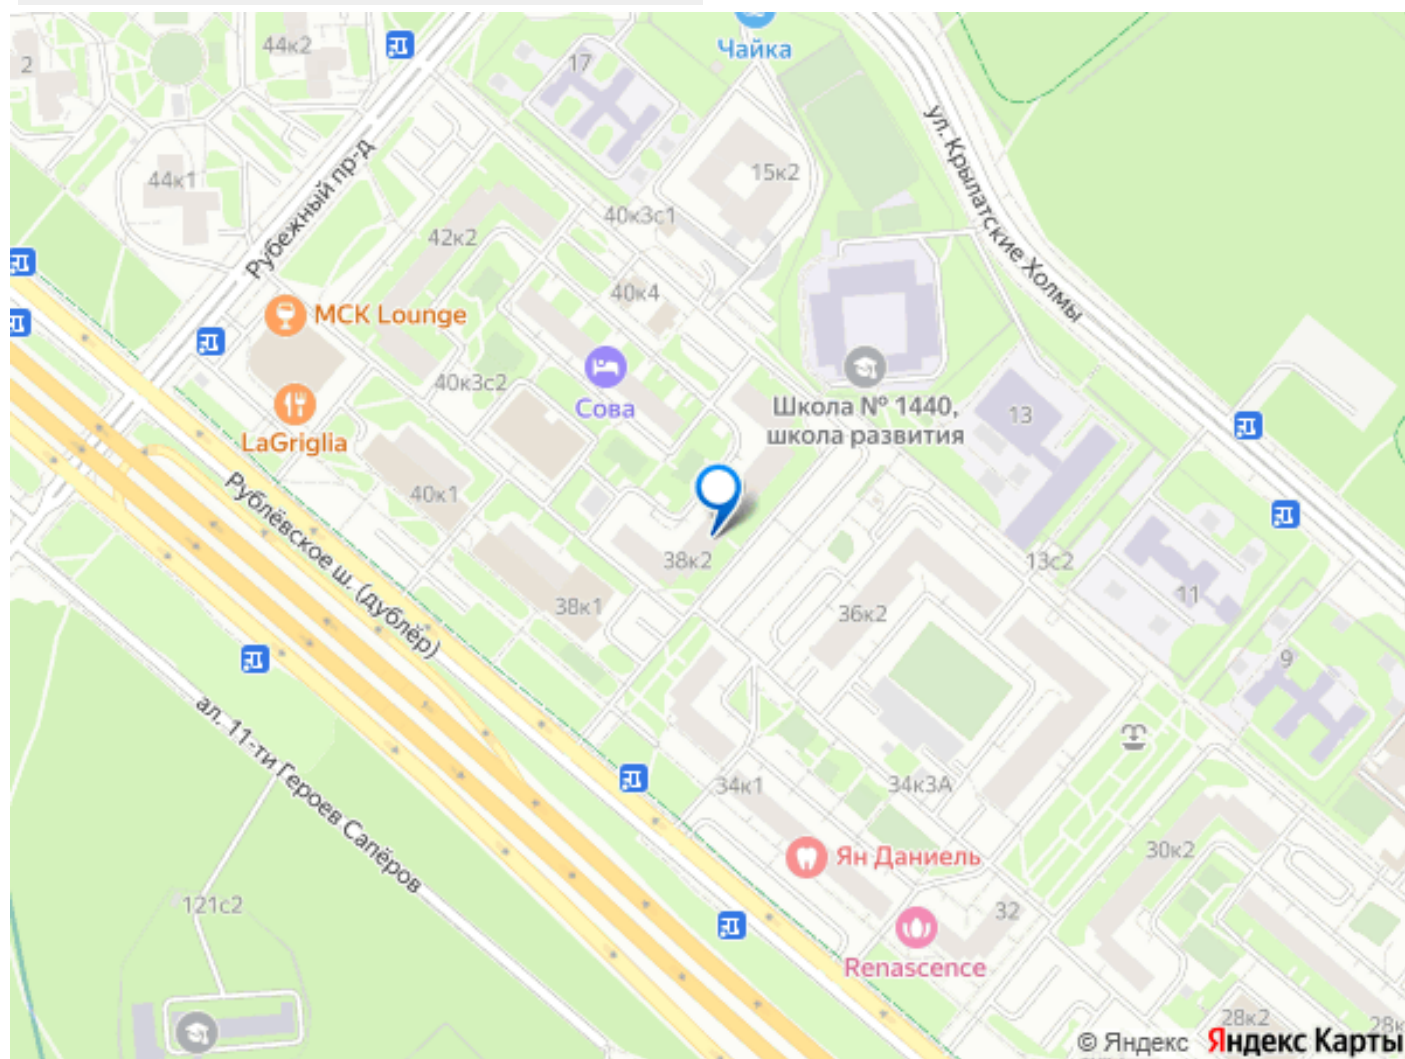 44к2
2
Чайка
17
ул. Крылатские Холмы
Рубежный пр-д
44к1
15к2
40к3с1
42к2
40к4
MCK Lounge
40к3с2
Сова
LaGriglia
Школа № 1440,
школа развития
13
40к1
Рублёвское ш. (дублёр)
38к2
13с2
38к1
36к2
11
9
ал. 11-ти Героев Сапёров
34к1
34к3А
Ян Даниель
30к2
121с2
32
Renascence
28к2
28к
© Яндекс Яндекс Карты